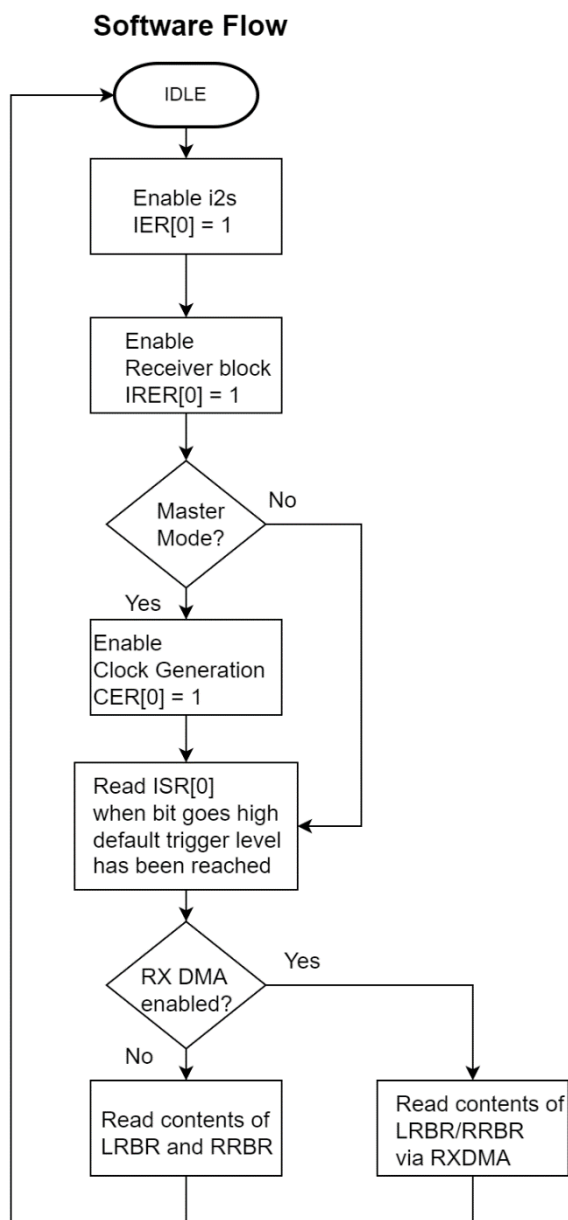 Software Flow
IDLE
Enable i2s
IER[0] = 1
Enable
Receiver block
IRER[0] = 1
Master
Mode?
No
Yes
Enable
Clock Generation
CER[0] = 1
Read ISR[0]
when bit goes high
default trigger level
has been reached
RX DMA
enabled?
Yes
No
Read contents of
LRBR and RRBR
Read contents of
LRBR/RRBR
via RXDMA